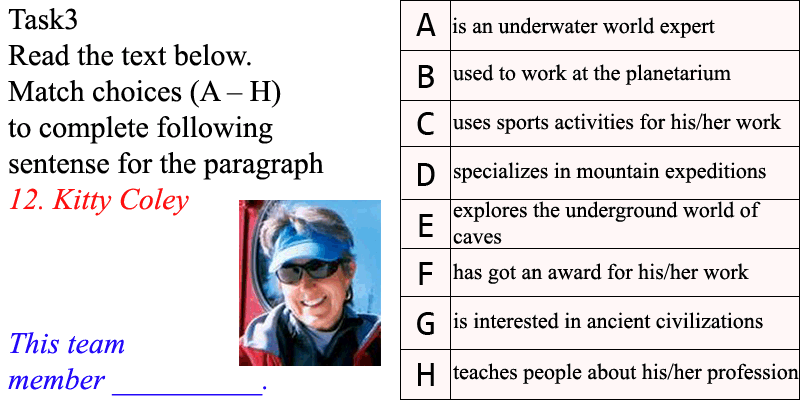 Task3
Read the text below.
Match choices (A – H)
to complete following
sentense for the paragraph
12. Kitty Coley
This team
member __________.
A is an underwater world expert
B used to work at the planetarium
C uses sports activities for his/her work
D specializes in mountain expeditions
E explores the underground world of
caves
F has got an award for his/her work
G is interested in ancient civilizations
H teaches people about his/her profession